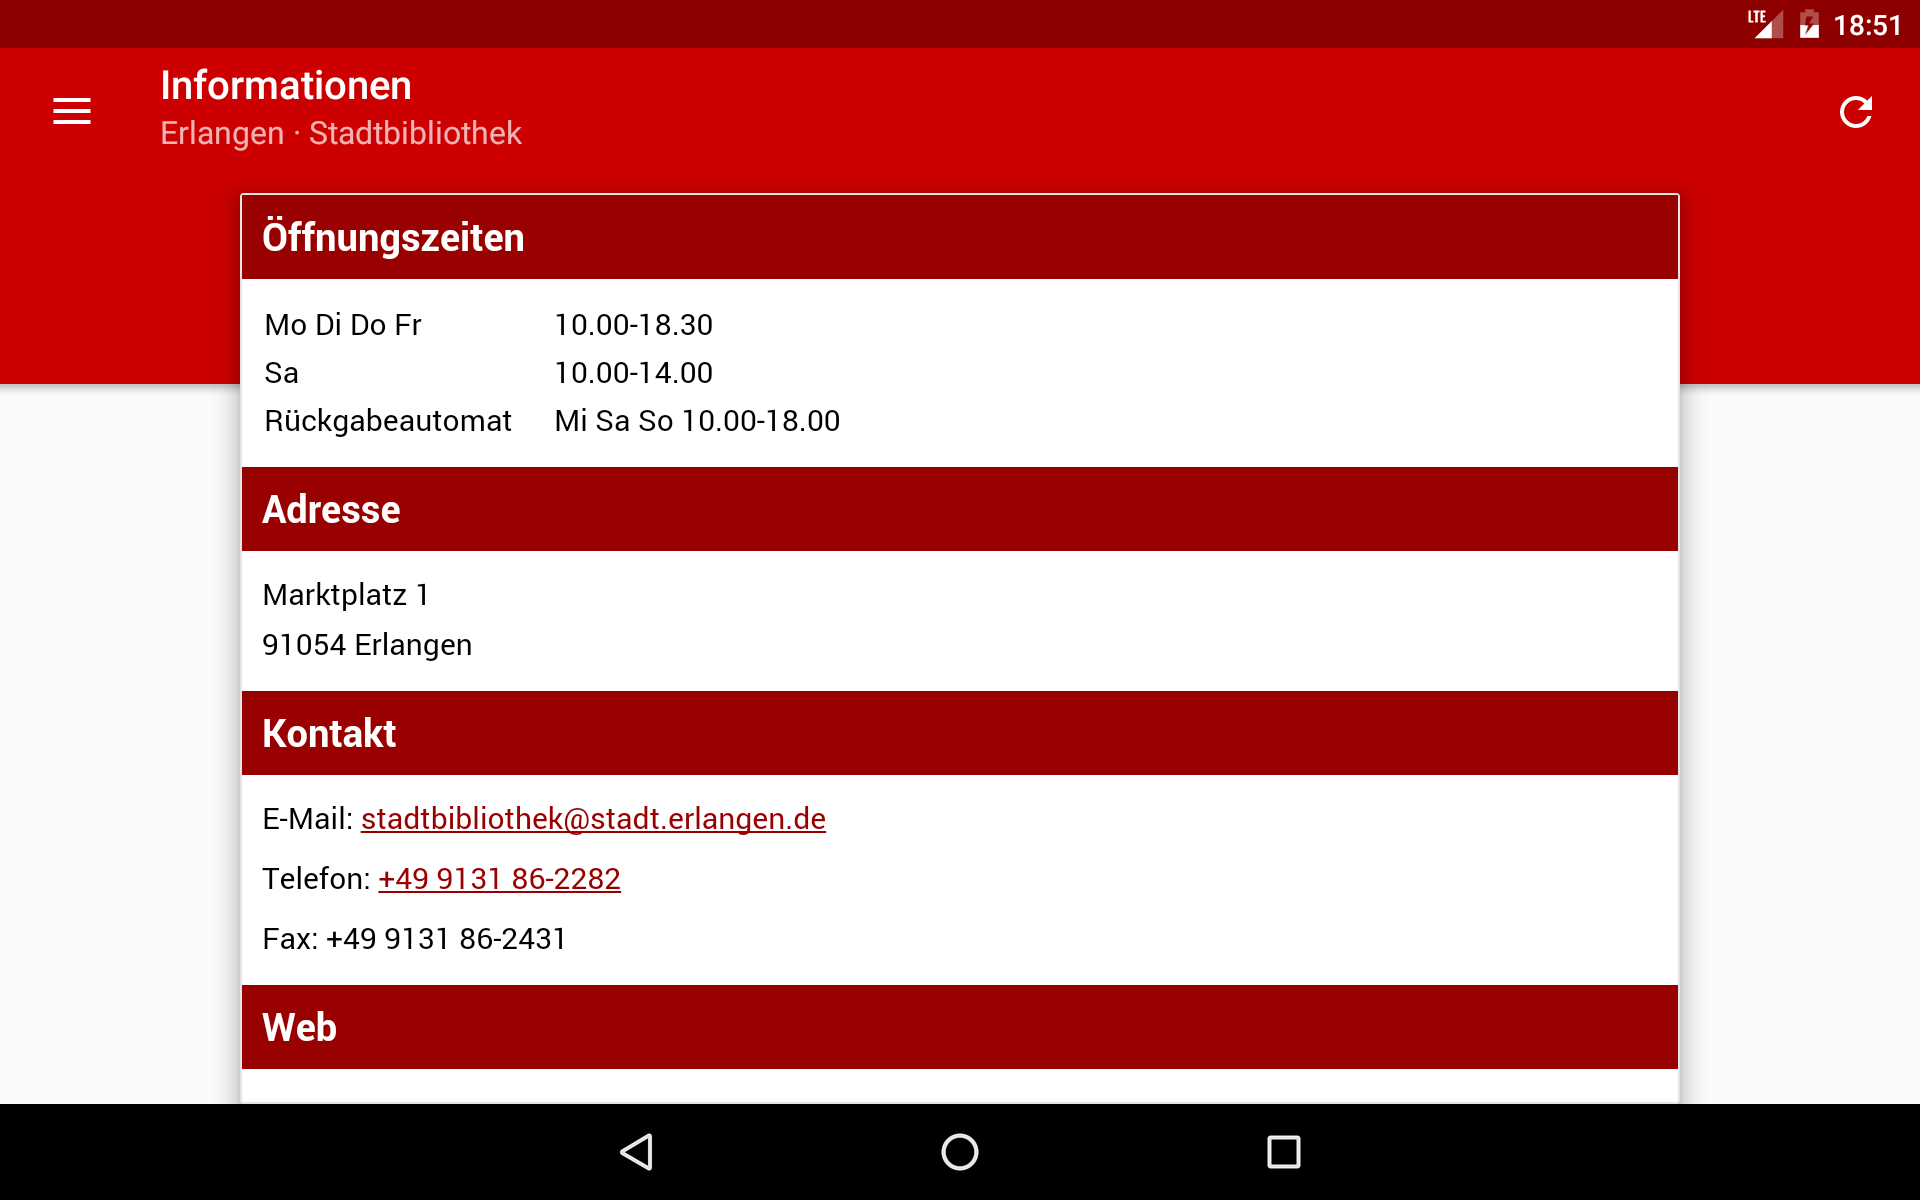 LTE 18:51
Informationen
Erlangen · Stadtbibliothek
Öffnungszeiten
Mo Di Do Fr 10.00-18.30
Sa 10.00-14.00
Rückgabeautomat Mi Sa So 10.00-18.00
Adresse
Marktplatz 1
91054 Erlangen
Kontakt
E-Mail: stadtbibliothek@stadt.erlangen.de
Telefon: +49 9131 86-2282
Fax: +49 9131 86-2431
Web